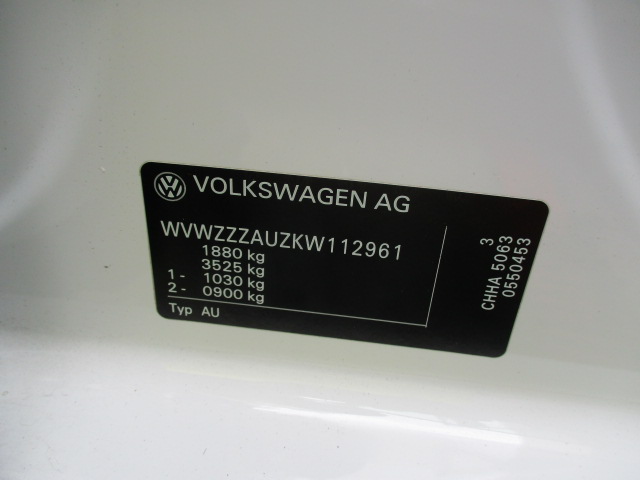 VOLKSWAGEN AG
WVWZZZAUZKW112961
1880 kg
3525 kg
1- 1030 kg
2- 0900 kg
Typ AU
3
CHHA 5063
0550453